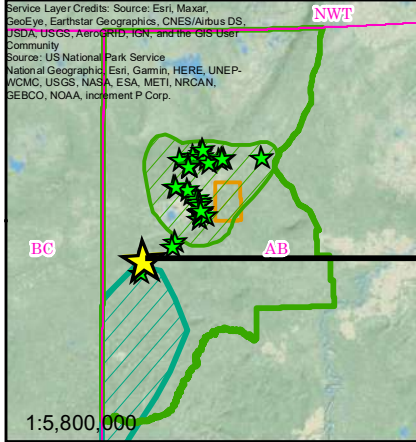 Service Layer Credits: Source: Esri, Maxar,
GeoEye, Earthstar Geographics, CNES/Airbus DS,
USDA, USGS, AeroGRID, IGN, and the GIS User
Community
Source: US National Park Service
National Geographic, Esri, Garmin, HERE, UNEP-
WCMC, USGS, NASA, ESA, METI, NRCAN,
GEBCO, NOAA, increment P Corp.
NWT
BC
AB
1:5,800,000